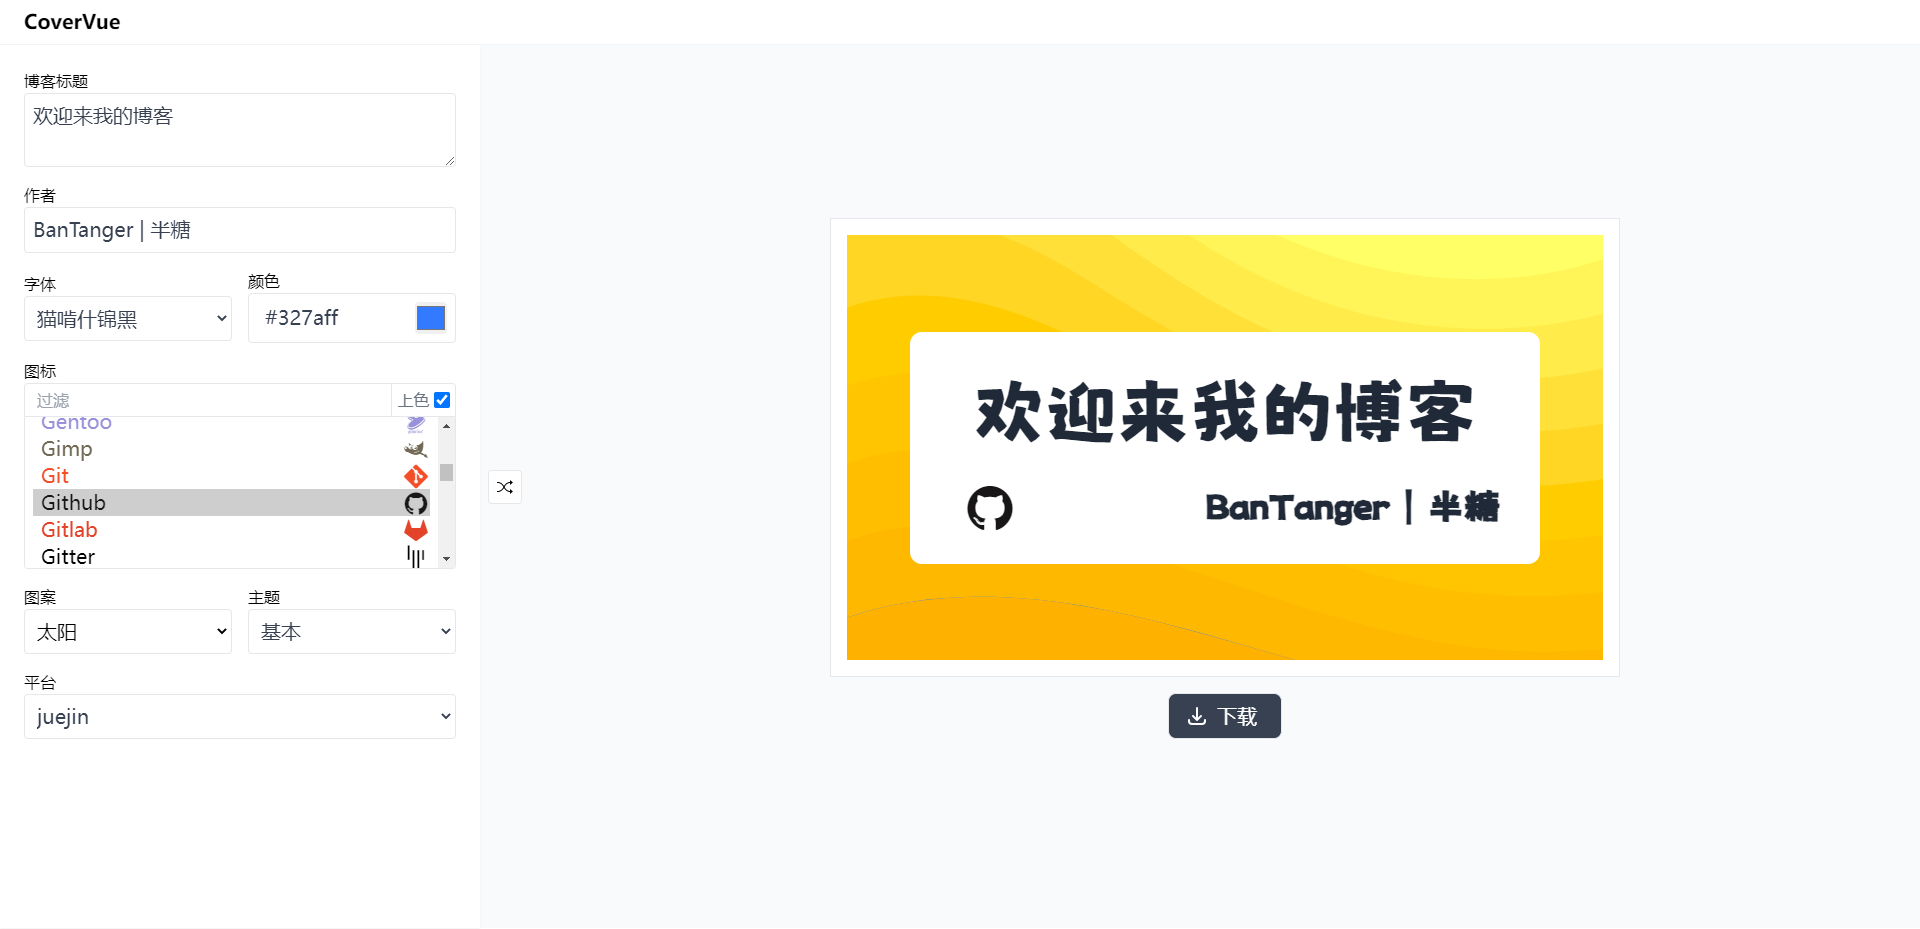 CoverVue
博客标题
欢迎来我的博客
作者
BanTanger | 半糖
字体
颜色
猫啃什锦黑
#327aff
图标
过滤
上色
Gentoo
Gimp
Git
Github
Gitlab
Gitter
图案
主题
太阳
基本
平台
juejin
欢迎来我的博客
BanTanger | 半糖
下载